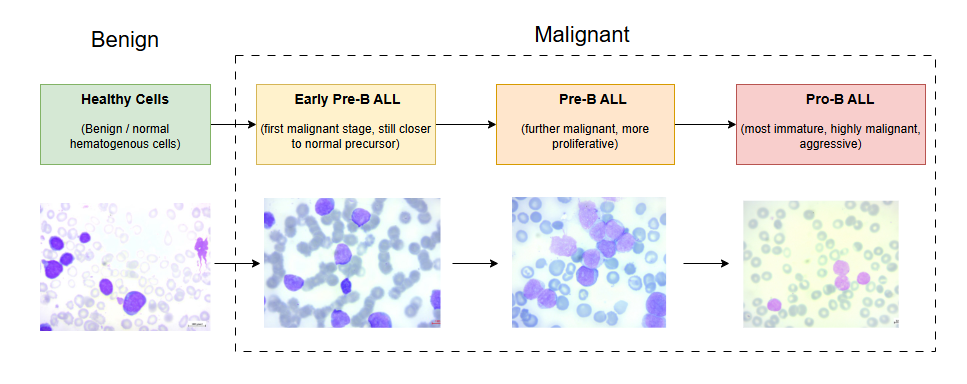 Benign
Malignant
Healthy Cells
(Benign / normal
hematogenous cells)
Early Pre-B ALL
(first malignant stage, still closer
to normal precursor)
Pre-B ALL
(further malignant, more
proliferative)
Pro-B ALL
(most immature, highly malignant,
aggressive)